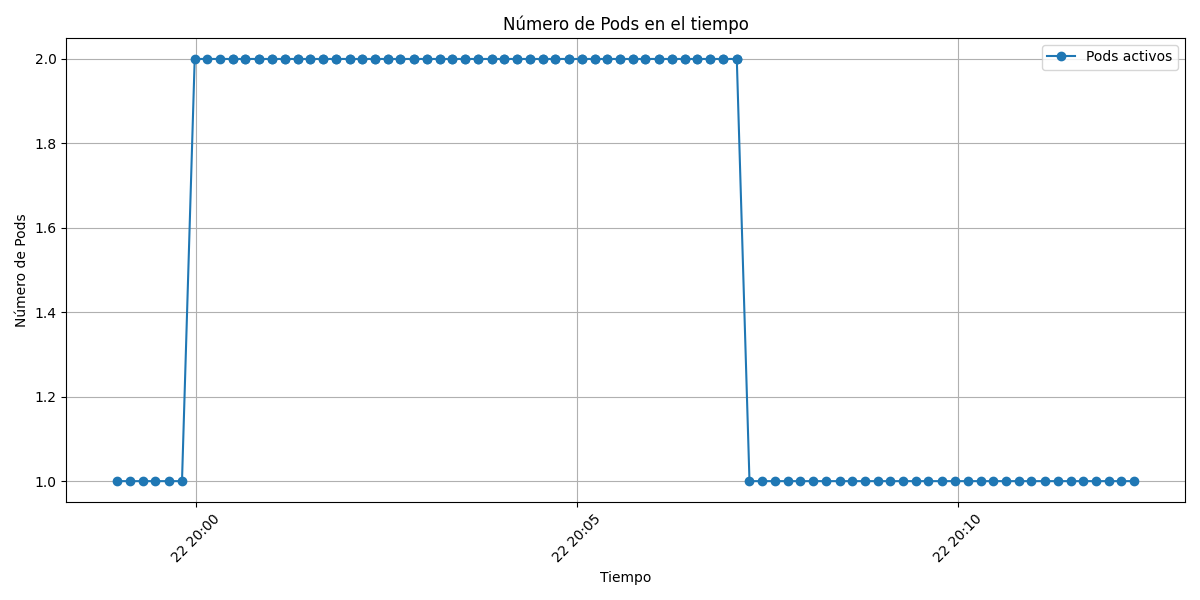 Número de Pods en el tiempo
Pods activos
Número de Pods
2.0
1.8
1.6
1.4
1.2
1.0
22 20:00
22 20:05
22 20:10
Tiempo